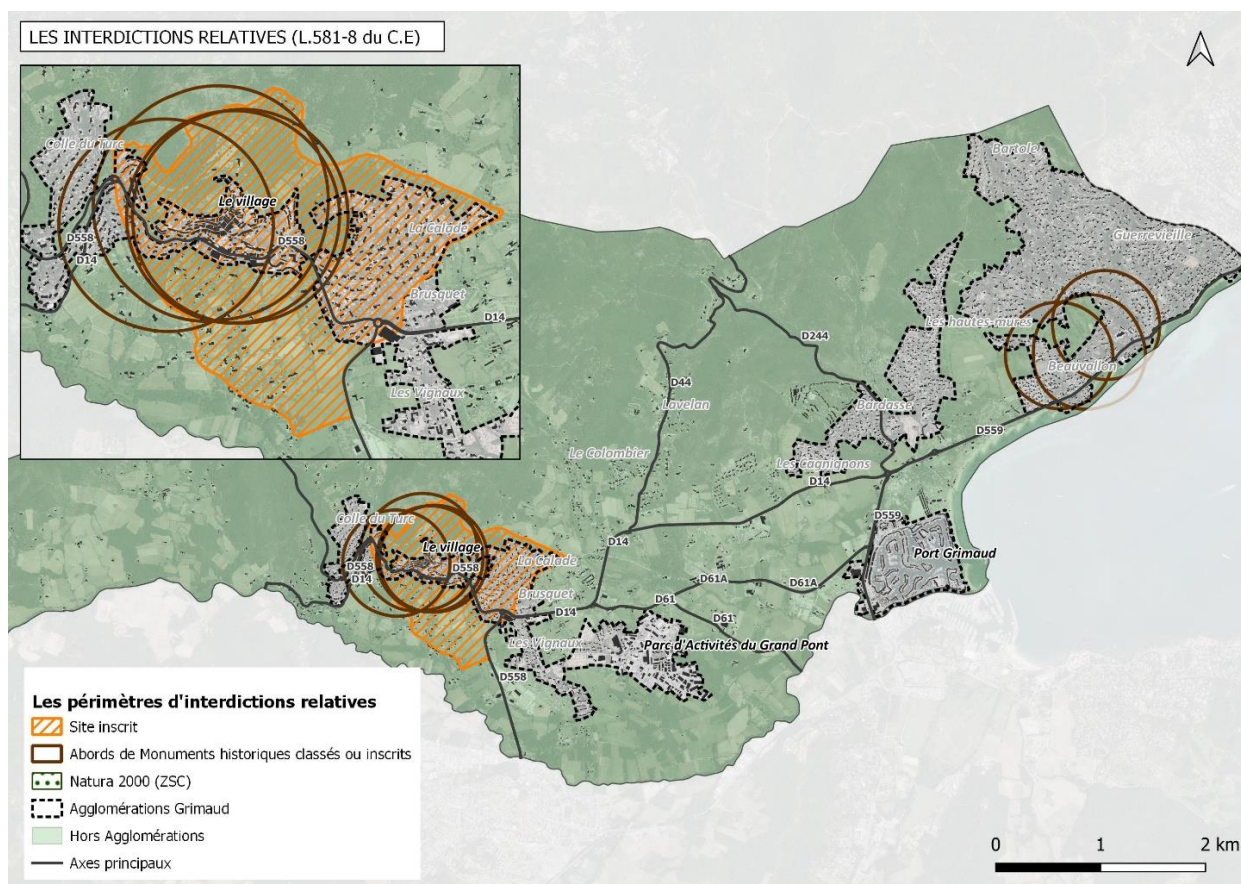 LES INTERDICTIONS RELATIVES (L.581-8 du C.E)
Colle du Turc
Le village
D558
D14
D558
La Calade
Brusquet
D14
Les Vignaux
Bartole
Guerrevieille
Les hautes-mures
Beauvallon
D244
D44
Lavelan
Bardasse
D559
Le Colombier
Les Cagnignons
D14
D559
Port Grimaud
Colle du Turc
Le village
D558
D14
D558
La Calade
Brusquet
D14
D14
D61A
D61A
D61
D61
Les Vignaux
Parc d'Activités du Grand Pont
D558
Les périmètres d'interdictions relatives
Site inscrit
Abords de Monuments historiques classés ou inscrits
Natura 2000 (ZSC)
Agglomérations Grimaud
Hors Agglomérations
Axes principaux
0 1 2 km